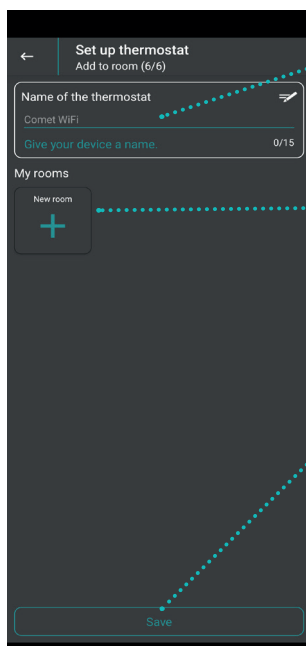 Set up thermostat
Add to room (6/6)
Name of the thermostat
Comet WiFi
Give your device a name.
0/15
My rooms
New room
Save